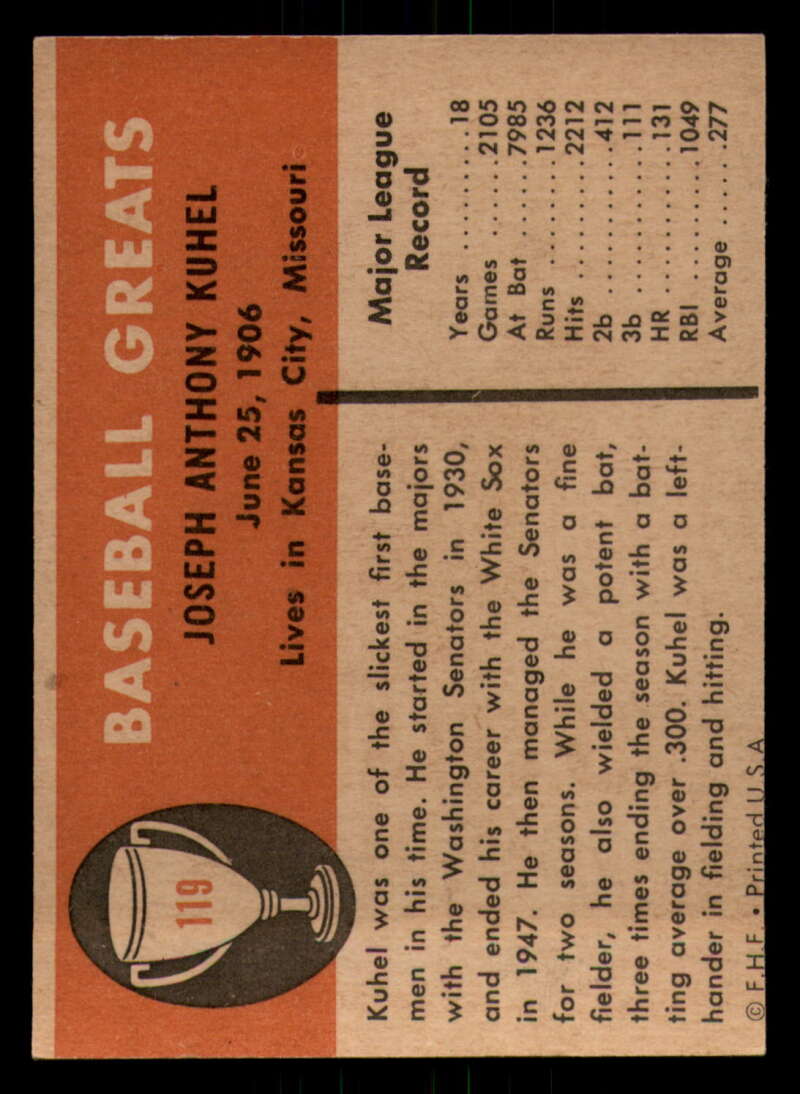 119
BASEBALL GREATS
JOSEPH ANTHONY KUHEL
June 25, 1906
Lives in Kansas City, Missouri
Kuhel was one of the slickest first base-
men in his time. He started in the majors
with the Washington Senators in 1930,
and ended his career with the White Sox
in 1947. He then managed the Senators
for two seasons. While he was a fine
fielder, he also wielded a potent bat,
three times ending the season with a bat-
ting average over .300. Kuhel was a left-
hander in fielding and hitting.
© F.H.F. • Printed U.S.A
Major League
Record
Years .........18
Games ......2105
At Bat ......7985
Runs ........1236
Hits .........2212
2b ..........412
3b ..........111
HR ..........131
RBI ........1049
Average ......277